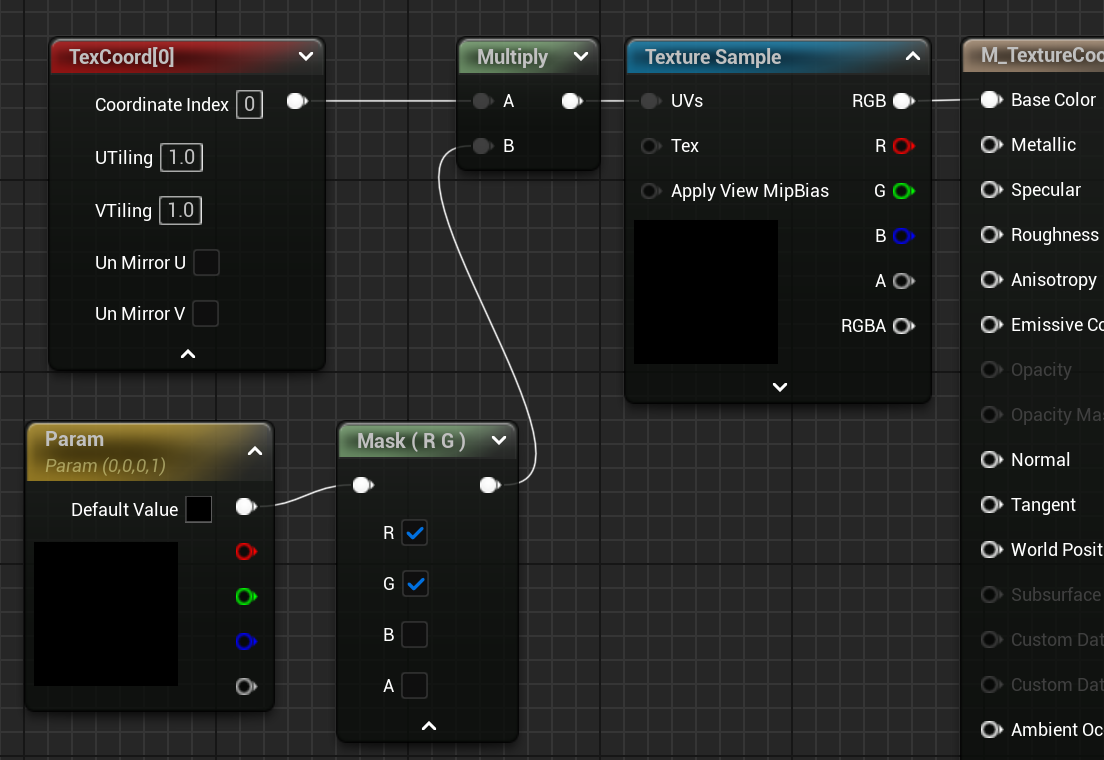 TexCoord[0]
Coordinate Index 0
UTiling 1.0
VTiling 1.0
Un Mirror U
Un Mirror V
Multiply
A
B
Texture Sample
UVs
RGB
Tex
R
Apply View MipBias
G
B
A
RGBA
Param
Param (0,0,0,1)
Default Value
Mask ( R G )
R
G
B
A
M_TextureCoo
Base Color
Metallic
Specular
Roughness
Anisotropy
Emissive Co
Opacity
Opacity Mas
Normal
Tangent
World Posit
Subsurface
Custom Dat
Custom Dat
Ambient Oc